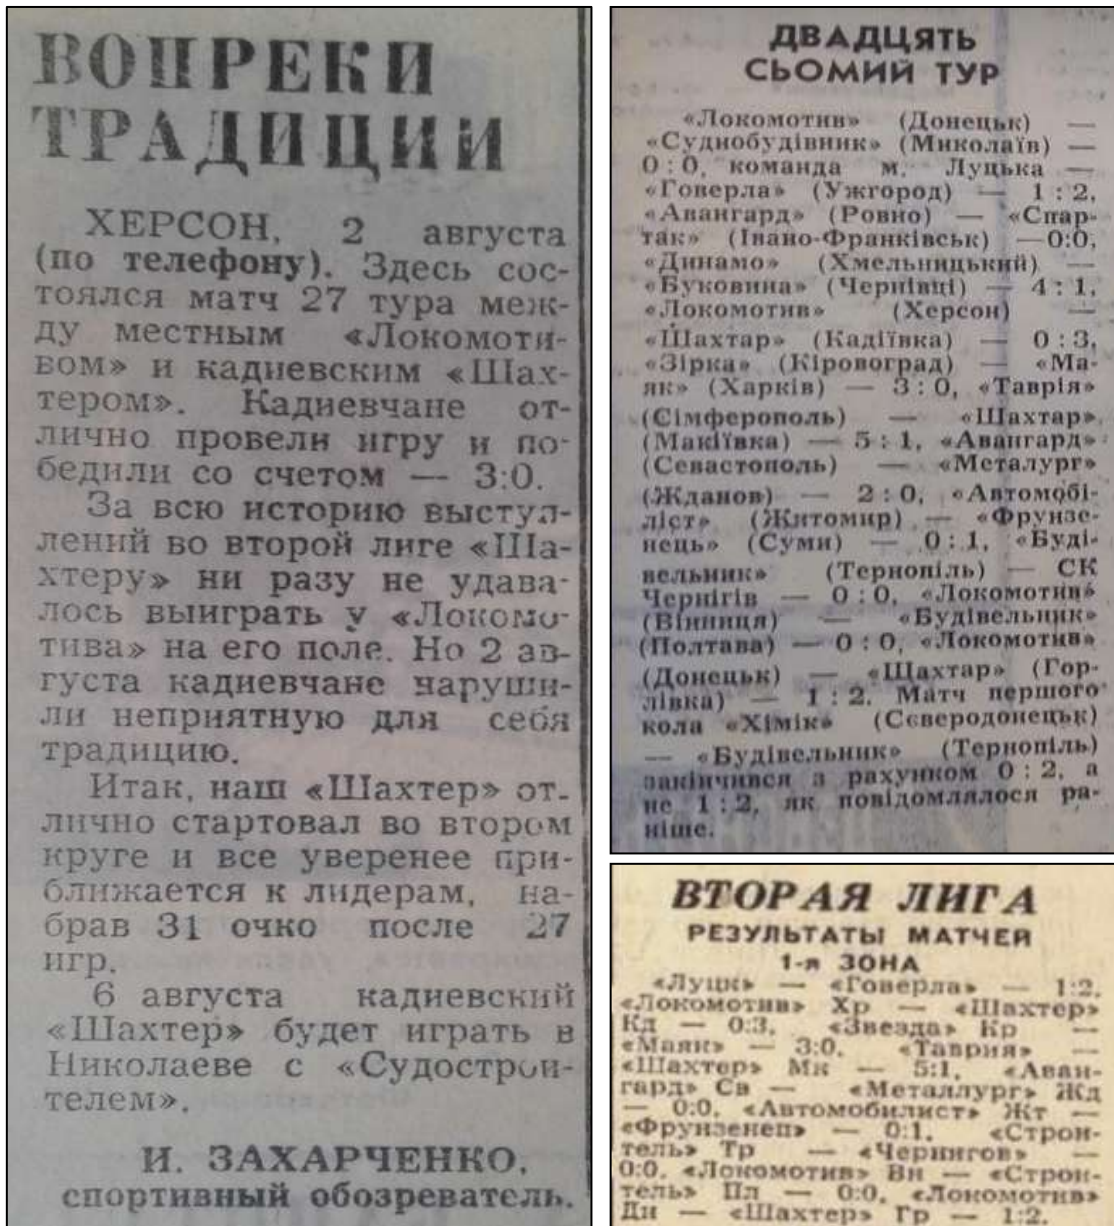 ВОПРЕКИ
ТРАДИЦИИ
ХЕРСОН, 2 августа
(по телефону). Здесь сос-
тоялся матч 27 тура меж-
ду местным «Локомоти-
вом» и кадиевским «Шах-
тером». Кадиевчане от-
лично провели игру и по-
бедили со счетом — 3:0.
За всю историю выступ-
лений во второй лиге «Ша-
хтеру» ни разу не удава-
лось выиграть у «Локомо-
тива» на его поле. Но 2 ав-
густа кадиевчане наруши-
ли неприятную для себя
традицию.
Итак, наш «Шахтер» от-
лично стартовал во втором
круге и все увереннее при-
ближается к лидерам, на-
брав 31 очко после 27
игр.
6 августа кадиевский
«Шахтер» будет играть в
Николаеве с «Судострои-
телем».
И. ЗАХАРЧЕНКО,
спортивный обозреватель.
ДВАДЦЯТЬ
СЬОМИЙ ТУР
«Локомотив» (Донецьк) —
«Суднобудівник» (Миколаїв) —
0:0, команда м. Луцька —
«Говерла» (Ужгород) — 1:2,
«Авангард» (Ровно) — «Спар-
так» (Івано-Франківськ) —0:0,
«Динамо» (Хмельницький) —
«Буковина» (Чернівці) — 4:1,
«Локомотив» (Херсон) —
«Шахтар» (Кадіївка) — 0:3,
«Зірка» (Кіровоград) — «Ма-
як» (Харків) — 3:0, «Таврія»
(Сімферополь) — «Шахтар»
(Макіївка) — 5:1, «Авангард»
(Севастополь) — «Металург»
(Жданов) — 2:0, «Автомобі-
ліст» (Житомир) — «Фрунзе-
нець» (Суми) — 0:1, «Буді-
вельник» (Тернопіль) — СК
Чернігів — 0:0, «Локомотив»
(Вінниця) — «Будівельник»
(Полтава) — 0:0, «Локомотив»
(Донецьк) — «Шахтар» (Гор-
лівка) — 1:2. Матч першого
кола «Хімік» (Сєверодонецьк)
— «Будівельник» (Тернопіль)
закінчився з рахунком 0:2, а
не 1:2, як повідомлялося ра-
ніше.
ВТОРАЯ ЛИГА
РЕЗУЛЬТАТЫ МАТЧЕЙ
1-я ЗОНА
«Луцк» — «Говерла» — 1:2,
«Локомотив» Хр — «Шахтер»
Кд — 0:3, «Звезда» Кр —
«Маяк» — 3:0, «Таврия» —
«Шахтер» Мк — 5:1, «Аван-
гард» Св — «Металлург» Жд
— 0:0, «Автомобилист» Жт —
«Фрунзенец» — 0:1, «Строи-
тель» Тр — «Чернигов» —
0:0, «Локомотив» Вн — «Строи-
тель» Пл — 0:0, «Локомотив»
Дн — «Шахтер» Гр — 1:2.